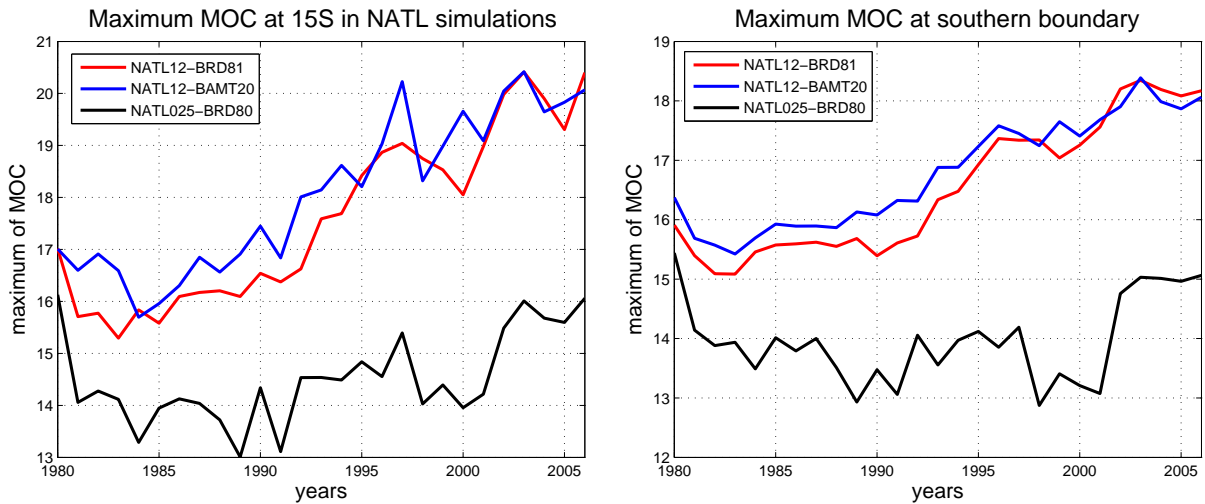 Maximum MOC at 15S in NATL simulations
21
20
19
18
17
16
15
14
13
maximum of MOC
NATL12−BRD81
NATL12−BAMT20
NATL025−BRD80
1980 1985 1990 1995 2000 2005
years
Maximum MOC at southern boundary
19
18
17
16
15
14
13
12
maximum of MOC
NATL12−BRD81
NATL12−BAMT20
NATL025−BRD80
1980 1985 1990 1995 2000 2005
years